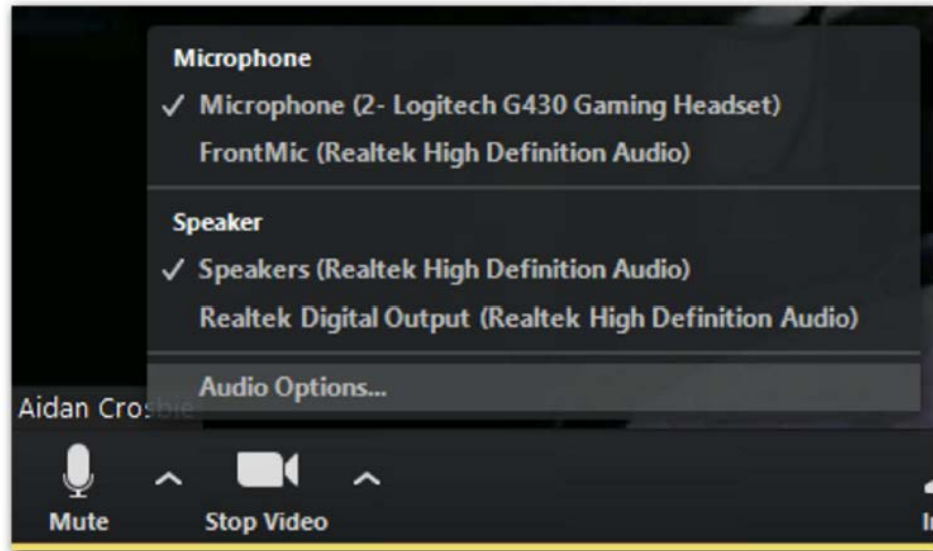 Microphone
Microphone (2- Logitech G430 Gaming Headset)
FrontMic (Realtek High Definition Audio)
Speaker
Speakers (Realtek High Definition Audio)
Realtek Digital Output (Realtek High Definition Audio)
Audio Options...
Aidan Crosbie
Mute Stop Video